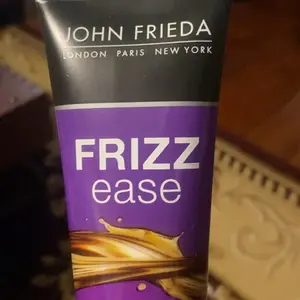 JOHN FRIEDA
LONDON PARIS NEW YORK
FRIZZ
ease